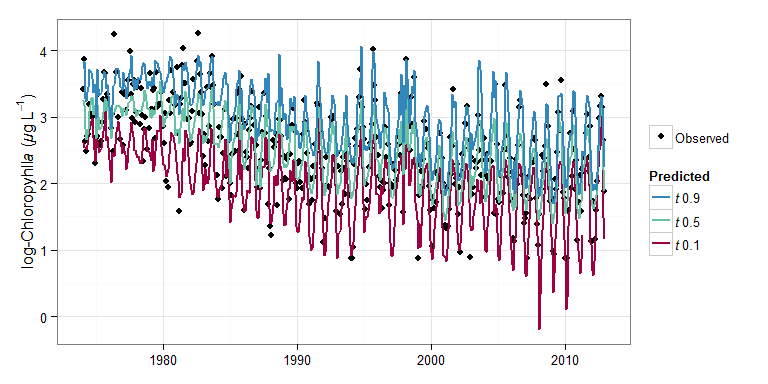 log-Chloropyhlla (μg L⁻¹)
4
3
2
1
0
1980
1990
2000
2010
Observed
Predicted
t 0.9
t 0.5
t 0.1